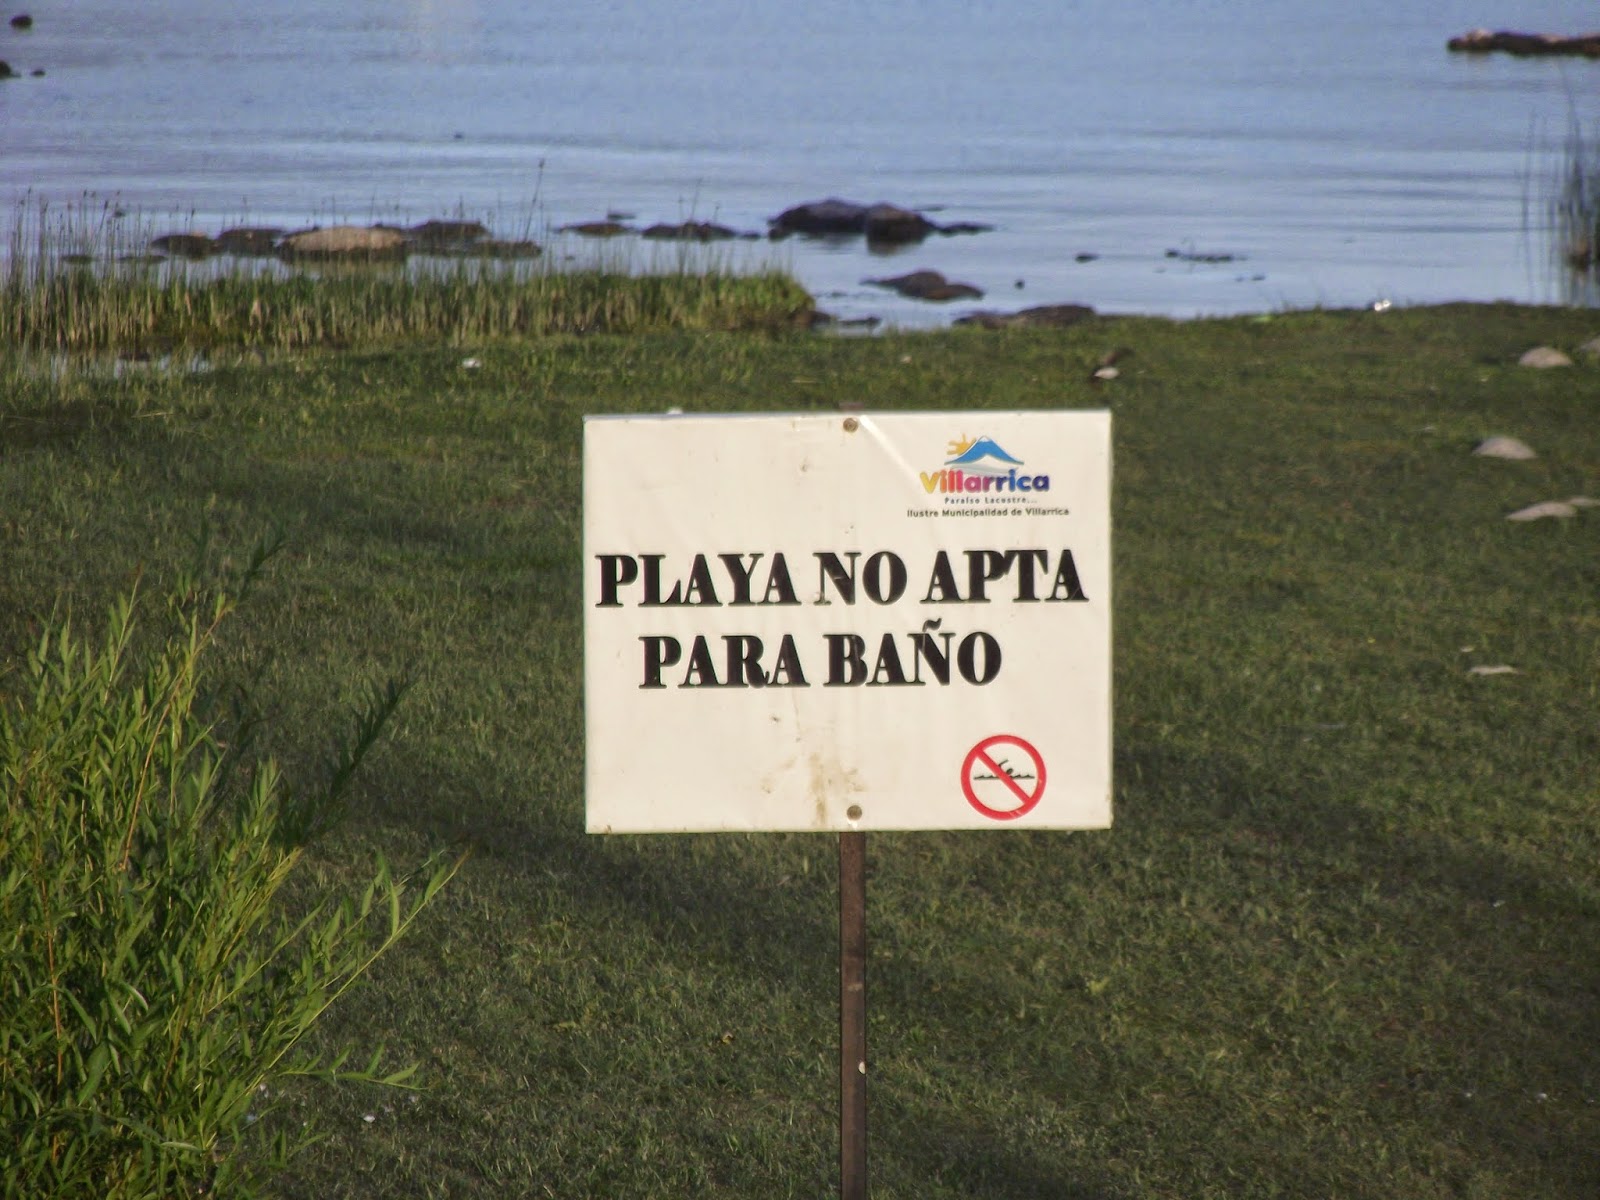 Villarrica
Paraíso Lacustre...
Ilustre Municipalidad de Villarrica
PLAYA NO APTA
PARA BAÑO